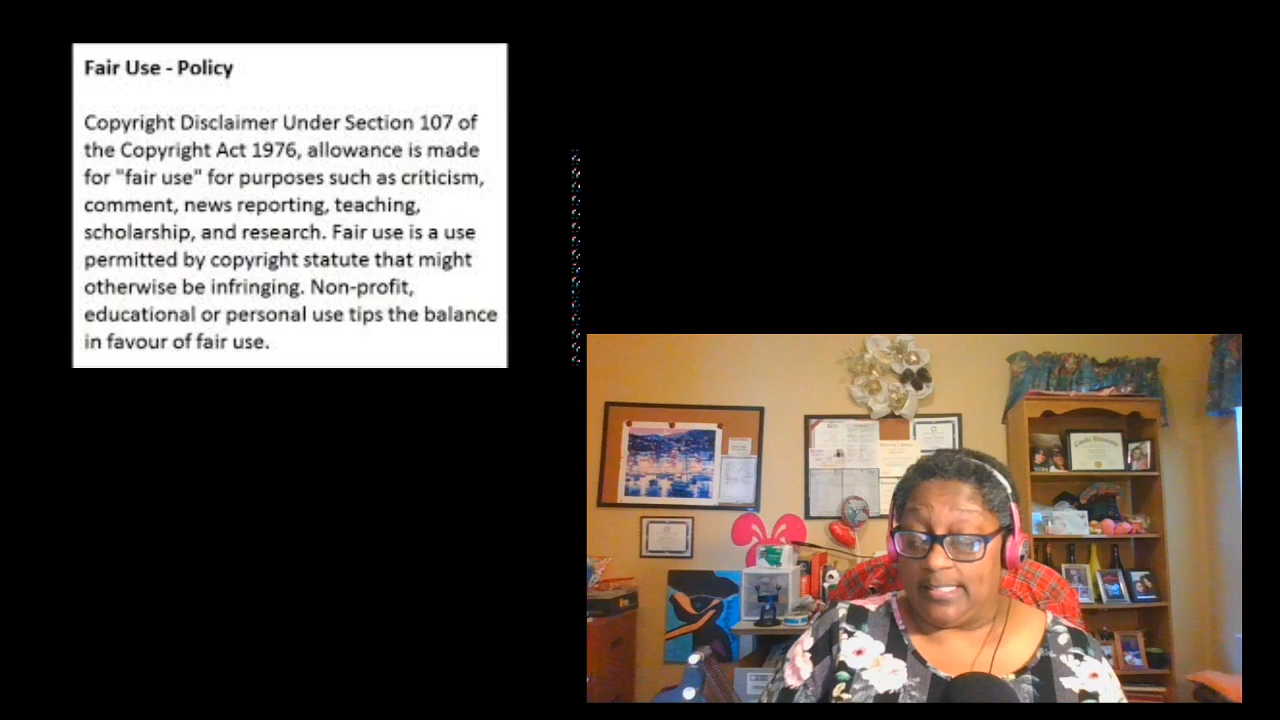 Fair Use - Policy
Copyright Disclaimer Under Section 107 of
the Copyright Act 1976, allowance is made
for "fair use" for purposes such as criticism,
comment, news reporting, teaching,
scholarship, and research. Fair use is a use
permitted by copyright statute that might
otherwise be infringing. Non-profit,
educational or personal use tips the balance
in favour of fair use.